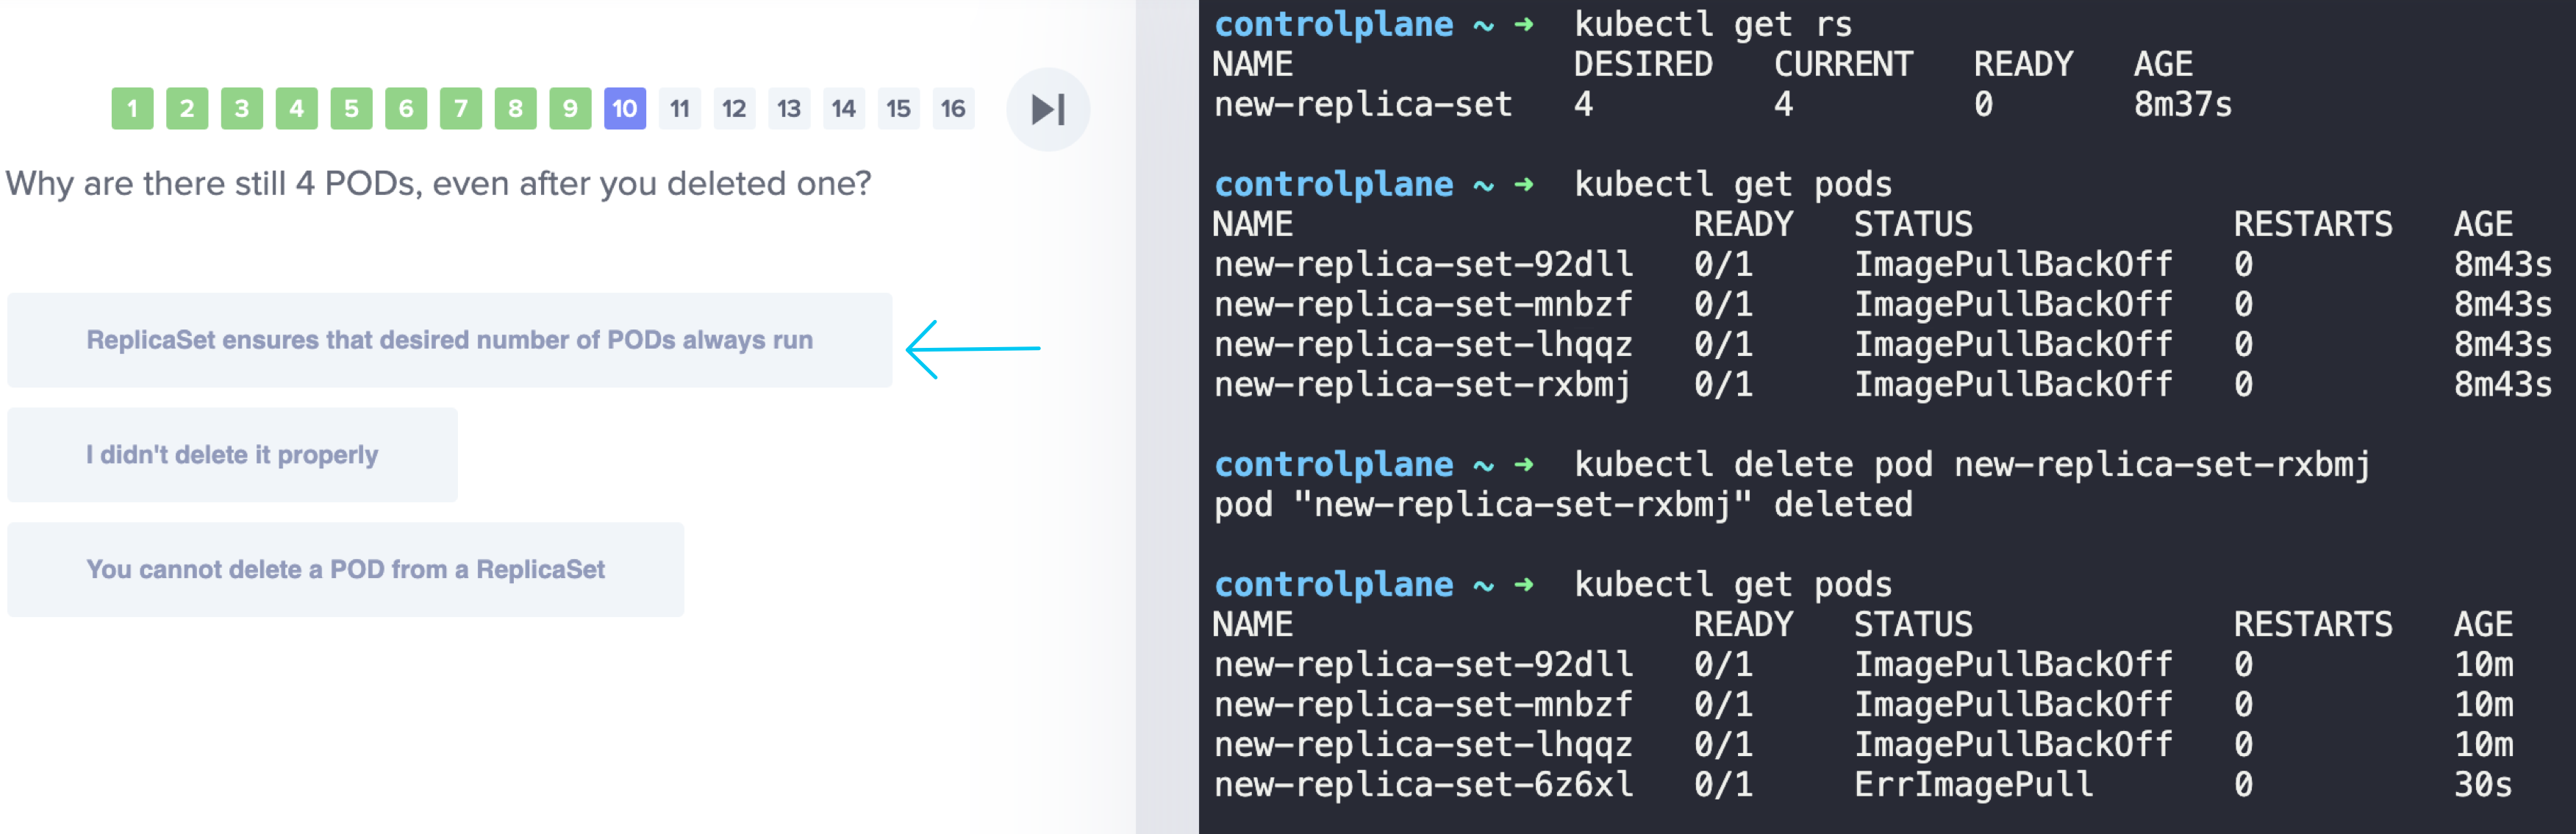 1 2 3 4 5 6 7 8 9 10 11 12 13 14 15 16
Why are there still 4 PODs, even after you deleted one?
ReplicaSet ensures that desired number of PODs always run
I didn't delete it properly
You cannot delete a POD from a ReplicaSet
controlplane ~ ➜  kubectl get rs
NAME              DESIRED   CURRENT   READY   AGE
new-replica-set   4         4         0       8m37s
controlplane ~ ➜  kubectl get pods
NAME                    READY   STATUS             RESTARTS   AGE
new-replica-set-92dll   0/1     ImagePullBackOff   0          8m43s
new-replica-set-mnbzf   0/1     ImagePullBackOff   0          8m43s
new-replica-set-lhqqz   0/1     ImagePullBackOff   0          8m43s
new-replica-set-rxbmj   0/1     ImagePullBackOff   0          8m43s
controlplane ~ ➜  kubectl delete pod new-replica-set-rxbmj
pod "new-replica-set-rxbmj" deleted
controlplane ~ ➜  kubectl get pods
NAME                    READY   STATUS             RESTARTS   AGE
new-replica-set-92dll   0/1     ImagePullBackOff   0          10m
new-replica-set-mnbzf   0/1     ImagePullBackOff   0          10m
new-replica-set-lhqqz   0/1     ImagePullBackOff   0          10m
new-replica-set-6z6xl   0/1     ErrImagePull       0          30s